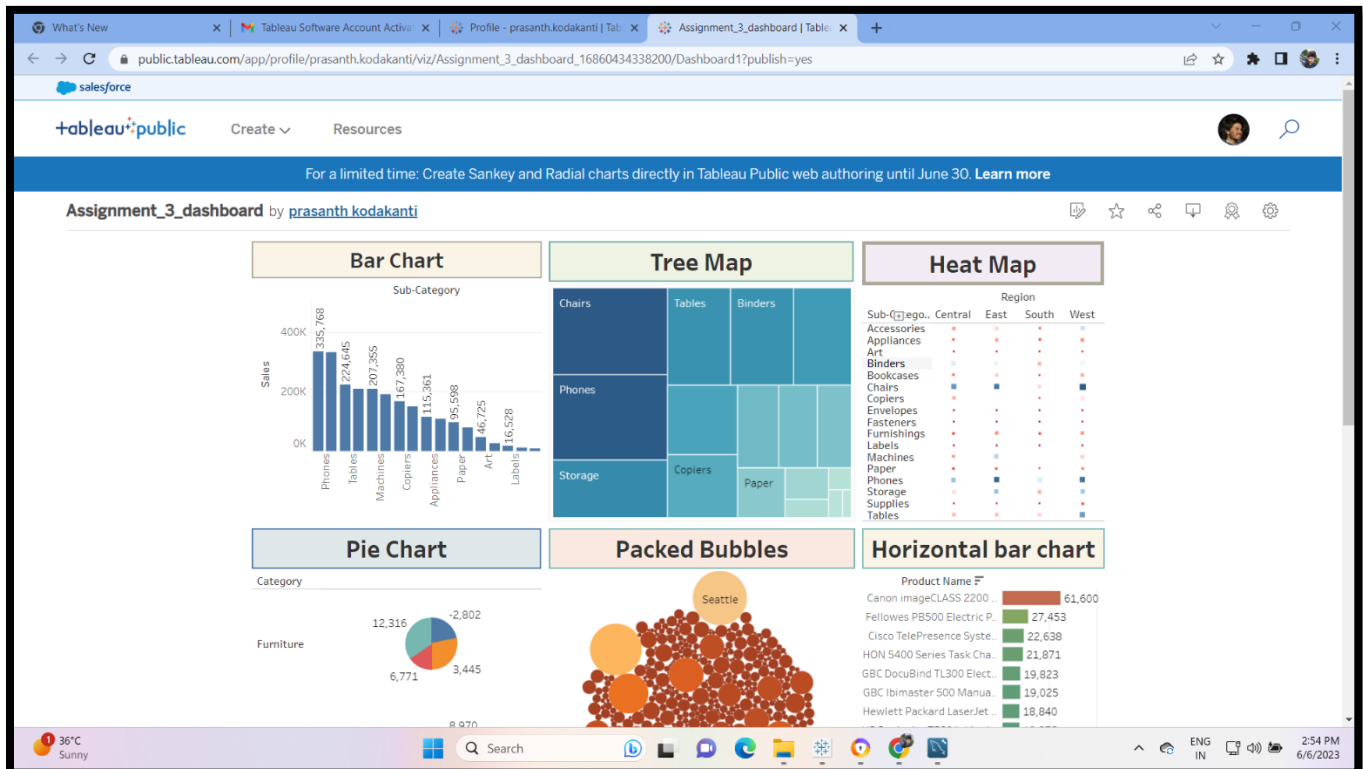 What's New
Tableau Software Account Activa
Profile - prasanth.kodakanti | Tab
Assignment_3_dashboard | Table
public.tableau.com/app/profile/prasanth.kodakanti/viz/Assignment_3_dashboard_16860434338200/Dashboard1?publish=yes
salesforce
+ableau public
Create
Resources
For a limited time: Create Sankey and Radial charts directly in Tableau Public web authoring until June 30. Learn more
Assignment_3_dashboard by prasanth kodakanti
Bar Chart
Sub-Category
Sales
400K
200K
0K
335,768
224,645
207,355
167,380
115,361
95,598
46,725
16,528
Phones
Tables
Machines
Copiers
Appliances
Paper
Art
Labels
Tree Map
Chairs
Tables
Binders
Phones
Storage
Copiers
Paper
Heat Map
Region
Sub-C ego.. Central East South West
Accessories
Appliances
Art
Binders
Bookcases
Chairs
Copiers
Envelopes
Fasteners
Furnishings
Labels
Machines
Paper
Phones
Storage
Supplies
Tables
Pie Chart
Category
Furniture
12,316
-2,802
6,771
3,445
8,970
Packed Bubbles
Seattle
Horizontal bar chart
Product Name
Canon imageCLASS 2200 .. 61,600
Fellowes PB500 Electric P.. 27,453
Cisco TelePresence Syste.. 22,638
HON 5400 Series Task Cha.. 21,871
GBC DocuBind TL300 Elect.. 19,823
GBC Ibimaster 500 Manua.. 19,025
Hewlett Packard LaserJet .. 18,840
1
36°C
Sunny
Search
ENG
IN
2:54 PM
6/6/2023